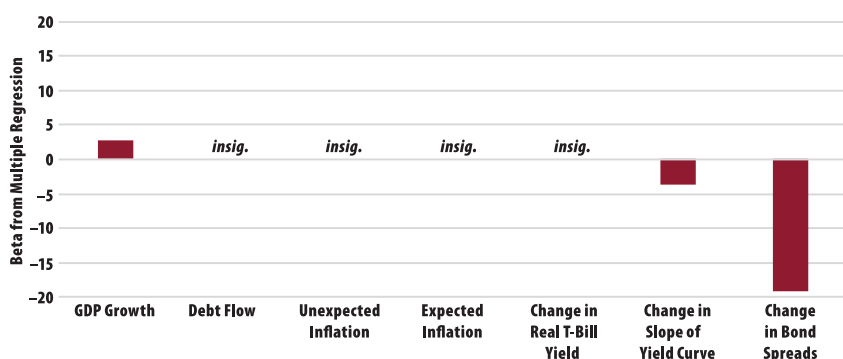 20
15
10
5
0
−5
−10
−15
−20
Beta from Multiple Regression
insig.
insig.
insig.
insig.
GDP Growth
Debt Flow
Unexpected
Inflation
Expected
Inflation
Change in
Real T-Bill
Yield
Change in
Slope of
Yield Curve
Change
in Bond
Spreads